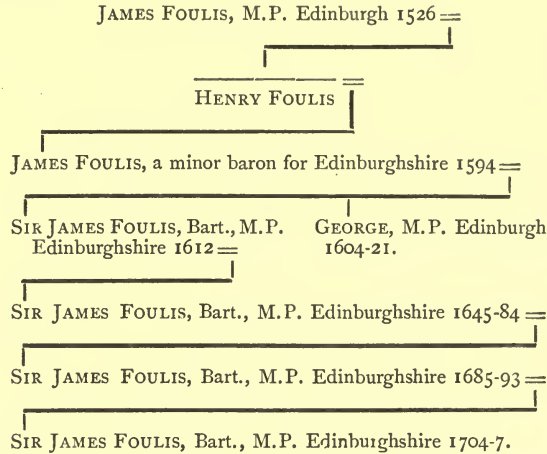 JAMES FOULIS, M.P. Edinburgh 1526
HENRY FOULIS
JAMES FOULIS, a minor baron for Edinburghshire 1594
SIR JAMES FOULIS, Bart., M.P.
Edinburghshire 1612
GEORGE, M.P. Edinburgh
1604-21.
SIR JAMES FOULIS, Bart., M.P. Edinburghshire 1645-84
SIR JAMES FOULIS, Bart., M.P. Edinburghshire 1685-93
SIR JAMES FOULIS, Bart., M.P. Edinburghshire 1704-7.